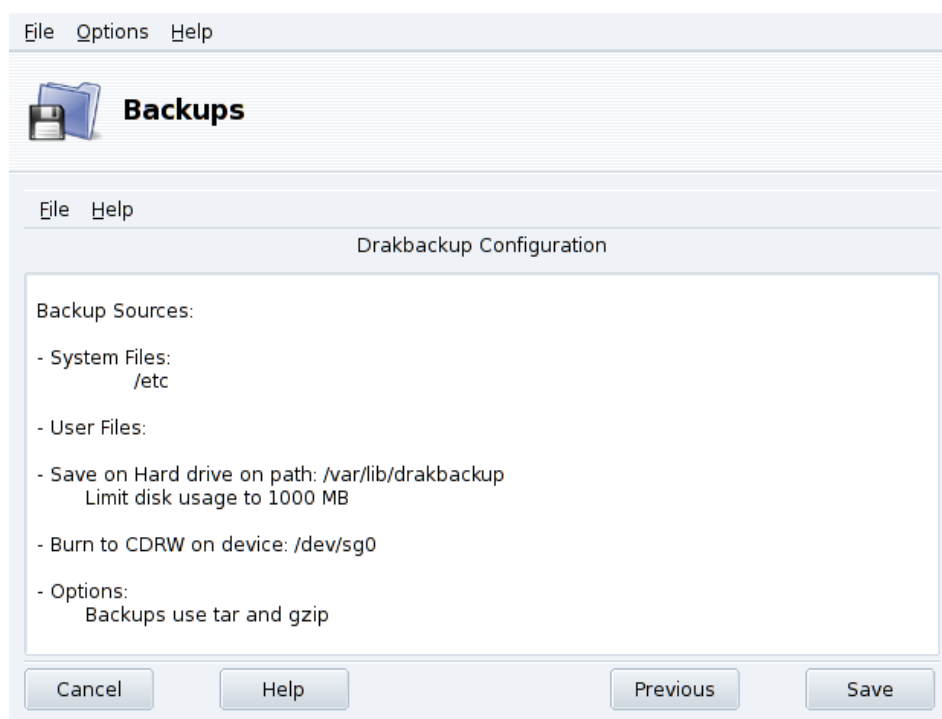 File Options Help
Backups
File Help
Drakbackup Configuration
Backup Sources:
- System Files:
/etc
- User Files:
- Save on Hard drive on path: /var/lib/drakbackup
Limit disk usage to 1000 MB
- Burn to CDRW on device: /dev/sg0
- Options:
Backups use tar and gzip
Cancel Help Previous Save